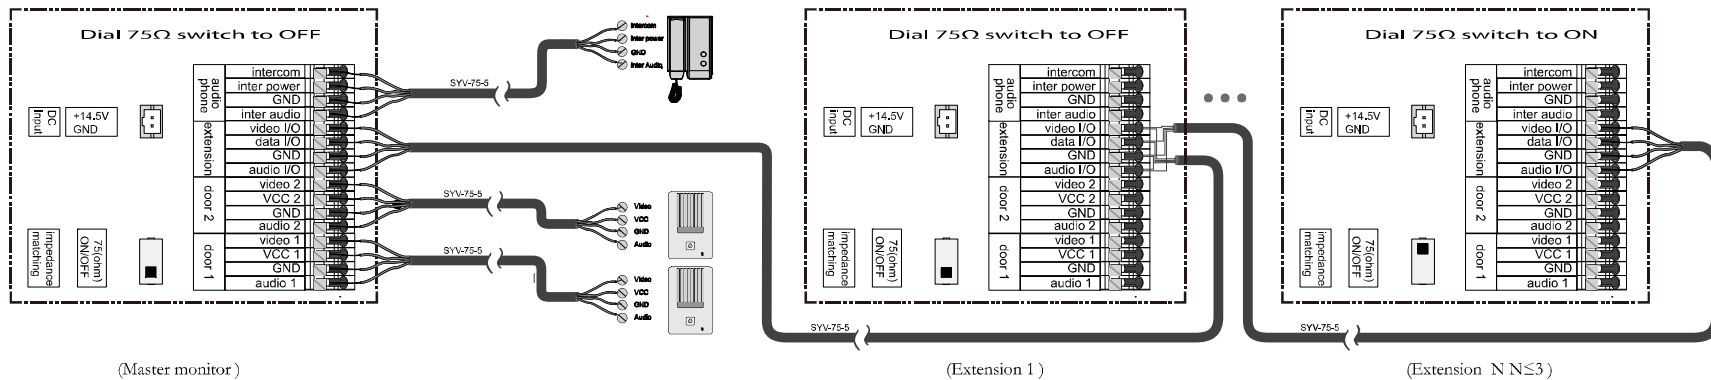 Dial 75Ω switch to OFF
audio phone
intercom
inter power
GND
inter audio
extension
video I/O
data I/O
GND
audio I/O
door 2
video 2
VCC 2
GND
audio 2
door 1
video 1
VCC 1
GND
audio 1
DC Input
+14.5V
GND
impedance matching
75(ohm)
ON/OFF
SYV-75-5
Intercom
Inter power
GND
Inter Audio
SYV-75-5
Video
VCC
GND
Audio
SYV-75-5
Video
VCC
GND
Audio
(Master monitor )
Dial 75Ω switch to OFF
audio phone
intercom
inter power
GND
inter audio
extension
video I/O
data I/O
GND
audio I/O
door 2
video 2
VCC 2
GND
audio 2
door 1
video 1
VCC 1
GND
audio 1
DC Input
+14.5V
GND
impedance matching
75(ohm)
ON/OFF
SYV-75-5
(Extension 1 )
Dial 75Ω switch to ON
audio phone
intercom
inter power
GND
inter audio
extension
video I/O
data I/O
GND
audio I/O
door 2
video 2
VCC 2
GND
audio 2
door 1
video 1
VCC 1
GND
audio 1
DC Input
+14.5V
GND
impedance matching
75(ohm)
ON/OFF
SYV-75-5
(Extension N N≤3 )